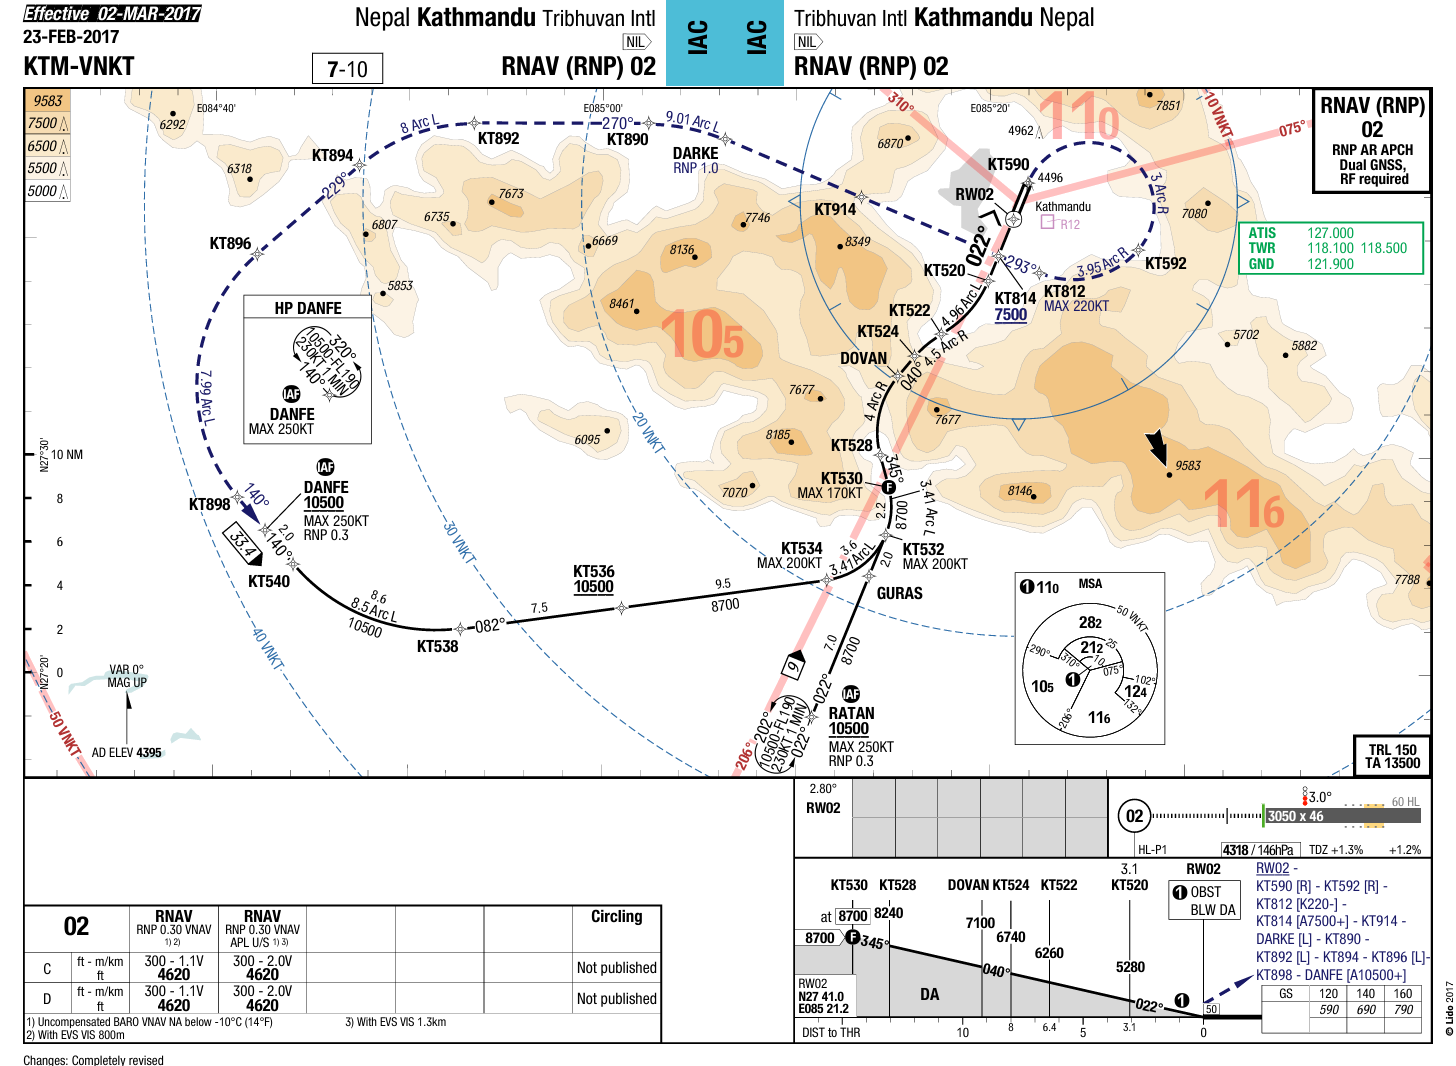 Effective 02-MAR-2017
23-FEB-2017
KTM-VNKT
7-10
Nepal Kathmandu Tribhuvan Intl
NIL
RNAV (RNP) 02
IAC
IAC
Tribhuvan Intl Kathmandu Nepal
NIL
RNAV (RNP) 02
9583
7500
6500
5500
5000
E084°40'
E085°00'
E085°20'
RNAV (RNP)
02
RNP AR APCH
Dual GNSS,
RF required
ATIS 127.000
TWR 118.100 118.500
GND 121.900
6292
6318
KT894
8 Arc L
KT892
270°
KT890
9.01 Arc L
DARKE
RNP 1.0
6870
310°
4962
110
7851
10 VNKT
075°
KT590
4496
RW02
Kathmandu
R12
3 Arc R
7080
229°
7673
6735
6807
KT896
6669
7746
8136
KT914
8349
022°
KT520
293°
3.95 Arc R
KT592
KT814
7500
KT812
MAX 220KT
5853
8461
105
HP DANFE
320°
10500-FL190
230KT 1 MIN
140°
IAF
DANFE
MAX 250KT
KT522
4.96 Arc L
KT524
4.5 Arc R
DOVAN
040°
5702
5882
7.99 Arc L
7677
4 Arc R
7677
20 VNKT
6095
8185
KT528
345°
9583
N27°30'
10 NM
8
6
4
2
0
N27°20'
IAF
DANFE
10500
MAX 250KT
RNP 0.3
KT898
140°
7070
KT530
MAX 170KT
F
2.2
8700
3.41 Arc L
8146
116
33.4
2.0
140°
KT540
30 VNKT
KT534
MAX 200KT
3.6
3.41 Arc L
KT532
MAX 200KT
2.0
GURAS
7788
KT536
10500
8.6
8.5 Arc L
10500
7.5
9.5
8700
KT538
082°
40 VNKT
7.0
8700
9
022°
IAF
RATAN
10500
MAX 250KT
RNP 0.3
202°
10500-FL190
230KT 1 MIN
022°
206°
1 110
MSA
50 VNKT
282
25
212
10
290°
310°
075°
1
105
102°
124
132°
116
206°
VAR 0°
MAG UP
50 VNKT
AD ELEV 4395
TRL 150
TA 13500
2.80°
RW02
02
3.0°
60 HL
3050 x 46
HL-P1
4318 / 146hPa
TDZ +1.3%
+1.2%
3.1
RW02
KT530 KT528 DOVAN KT524 KT522 KT520
1 OBST
BLW DA
at 8700 8240
7100
6740
6260
5280
8700
F
345°
040°
022°
1
RW02
N27 41.0
E085 21.2
DA
50
DIST to THR 10 8 6.4 5 3.1 0
RW02 -
KT590 [R] - KT592 [R] -
KT812 [K220-] -
KT814 [A7500+] - KT914 -
DARKE [L] - KT890 -
KT892 [L] - KT894 - KT896 [L]-
KT898 - DANFE [A10500+]
GS 120 140 160
590 690 790
02
RNAV
RNP 0.30 VNAV
1) 2)
RNAV
RNP 0.30 VNAV
APL U/S 1) 3)
Circling
C ft - m/km 300 - 1.1V 300 - 2.0V
ft 4620 4620 Not published
D ft - m/km 300 - 1.1V 300 - 2.0V
ft 4620 4620 Not published
1) Uncompensated BARO VNAV NA below -10°C (14°F) 3) With EVS VIS 1.3km
2) With EVS VIS 800m
Changes: Completely revised
© Lido 2017